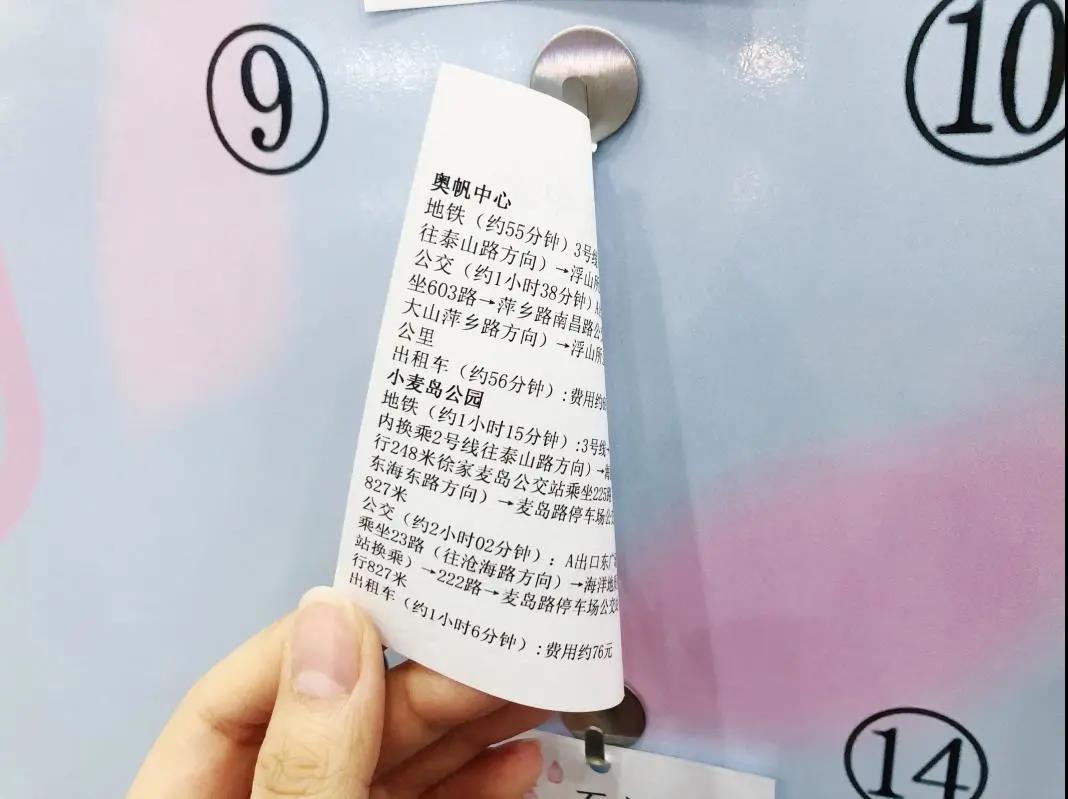 ⑨
⑩
奥帆中心
地铁（约55分钟）3号线
往泰山路方向）→浮山所
公交（约1小时38分钟）
坐603路→萍乡路南昌路公
大山萍乡路方向）→浮山所
公里
出租车（约56分钟）:费用约
小麦岛公园
地铁（约1小时15分钟）:3号线→
内换乘2号线往泰山路方向）→
行248米徐家麦岛公交站乘坐225路
东海东路方向）→麦岛路停车场公
827米
公交（约2小时02分钟）：A出口东广
乘坐23路（往沧海路方向）→海洋地
站换乘）→222路→麦岛路停车场公交
行827米
出租车（约1小时6分钟）:费用约76元
⑭